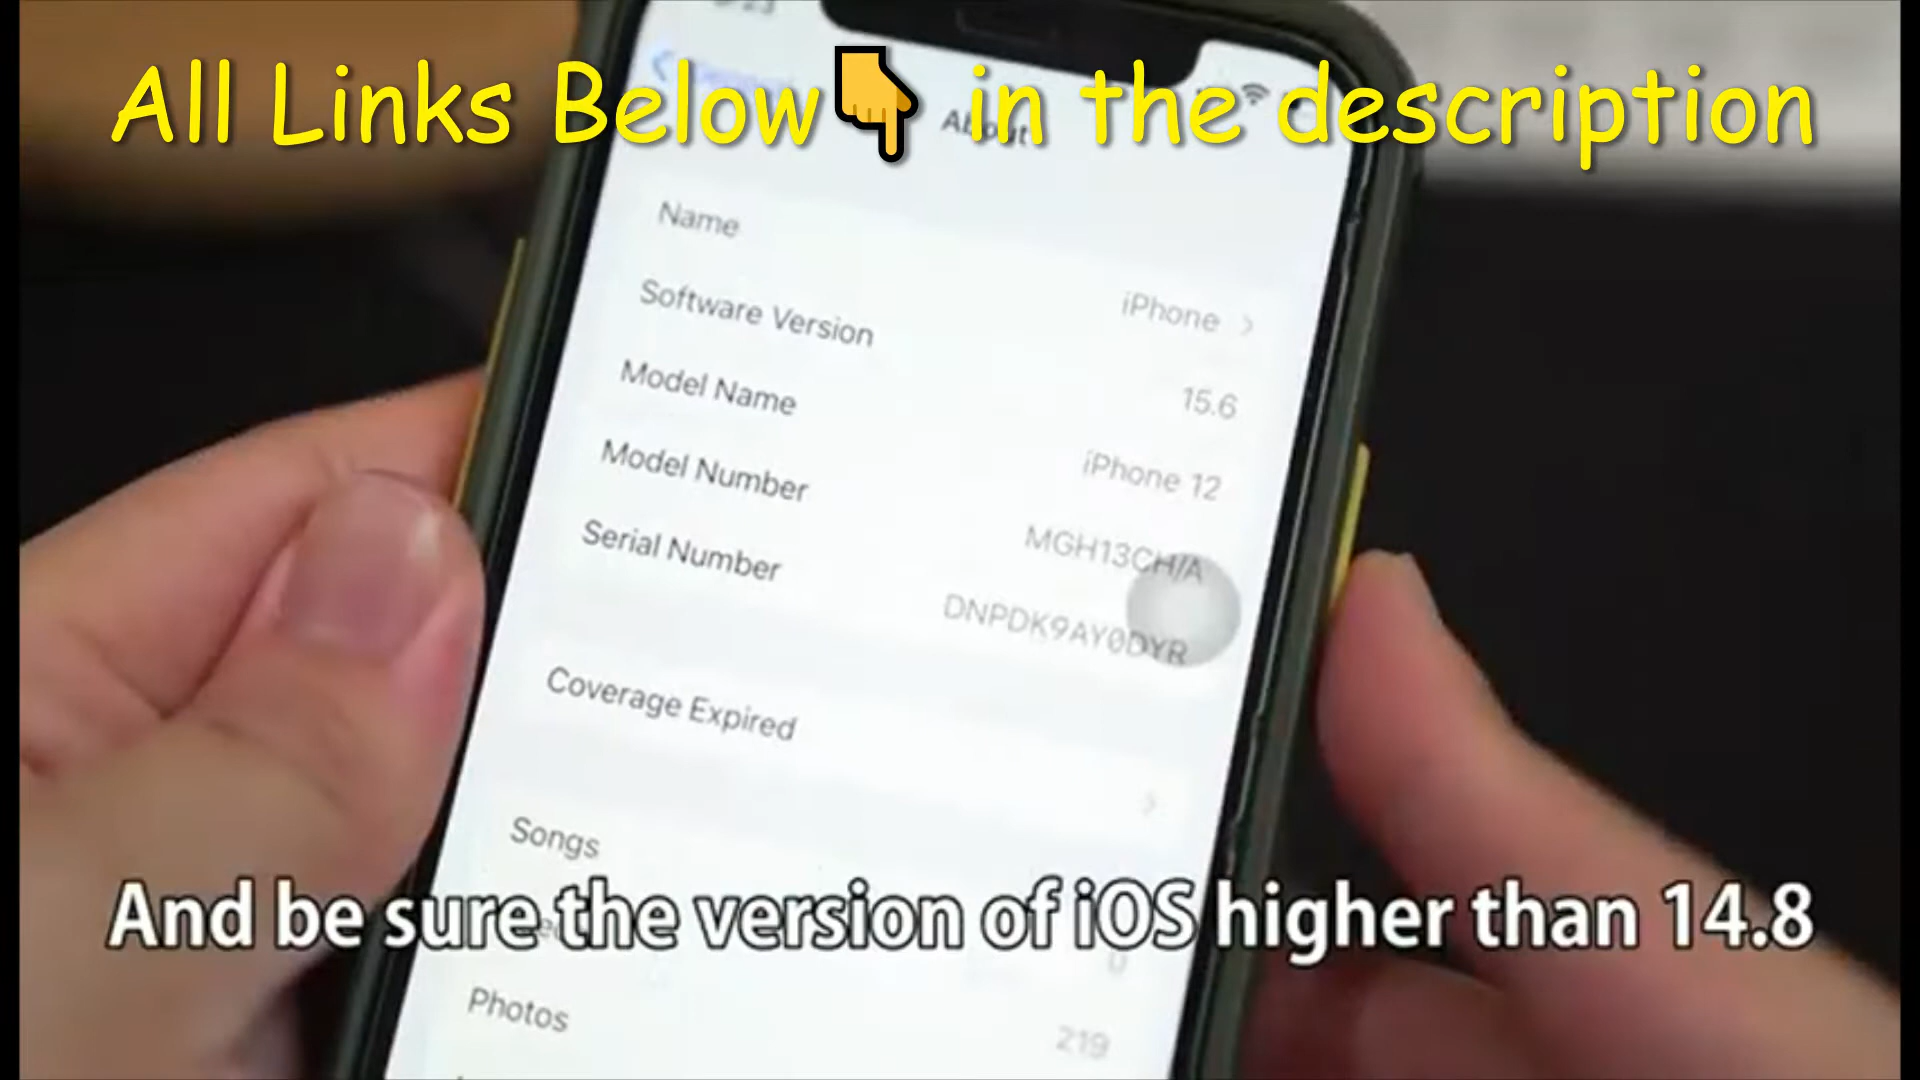 All Links Below👇 in the description
About
Name
iPhone
Software Version
15.6
Model Name
iPhone 12
Model Number
MGH13CH/A
Serial Number
DNPDK9AY0DYR
Coverage Expired
Songs
And be sure the version of iOS higher than 14.8
0
Photos
219